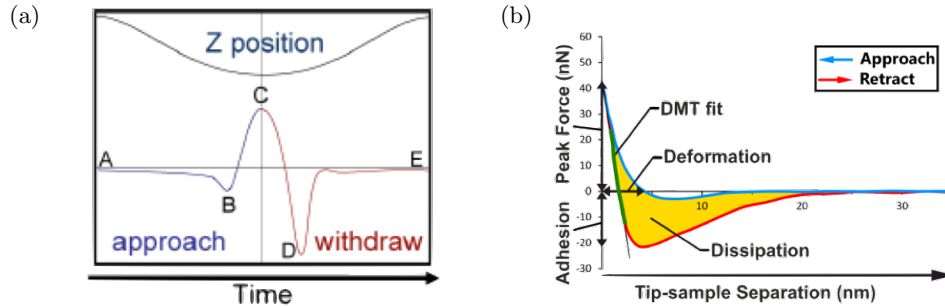 (a)
Z position
C
A
E
B
D
approach
withdraw
Time
(b)
Approach
Retract
Peak Force (nN)
Adhesion
60
50
40
30
20
10
0
-10
-20
-30
10
20
30
DMT fit
Deformation
Dissipation
Tip-sample Separation (nm)